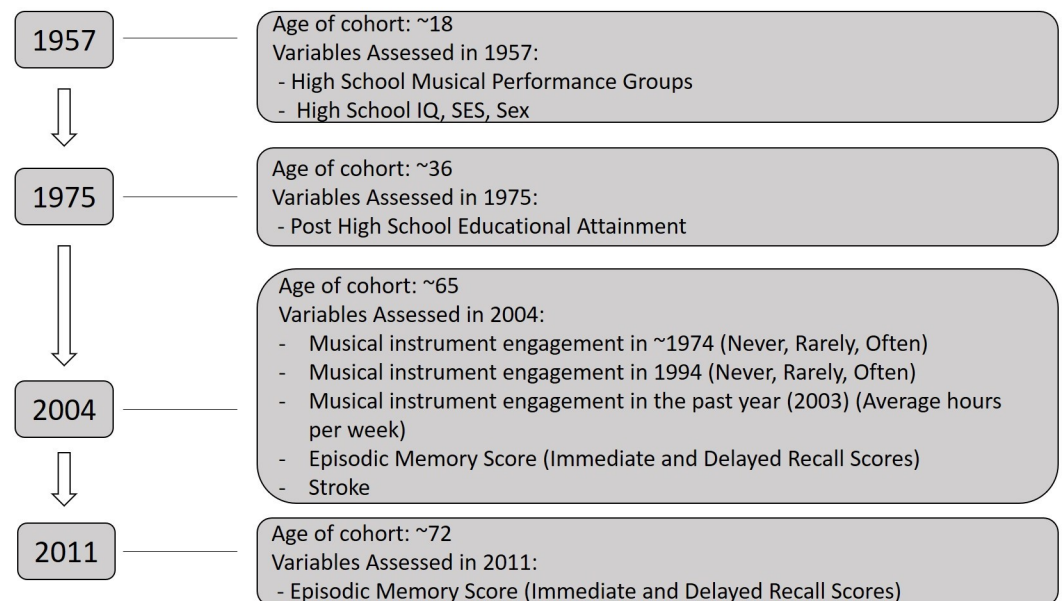 1957
Age of cohort: ~18
Variables Assessed in 1957:
- High School Musical Performance Groups
- High School IQ, SES, Sex
1975
Age of cohort: ~36
Variables Assessed in 1975:
- Post High School Educational Attainment
2004
Age of cohort: ~65
Variables Assessed in 2004:
- Musical instrument engagement in ~1974 (Never, Rarely, Often)
- Musical instrument engagement in 1994 (Never, Rarely, Often)
- Musical instrument engagement in the past year (2003) (Average hours
per week)
- Episodic Memory Score (Immediate and Delayed Recall Scores)
- Stroke
2011
Age of cohort: ~72
Variables Assessed in 2011:
- Episodic Memory Score (Immediate and Delayed Recall Scores)